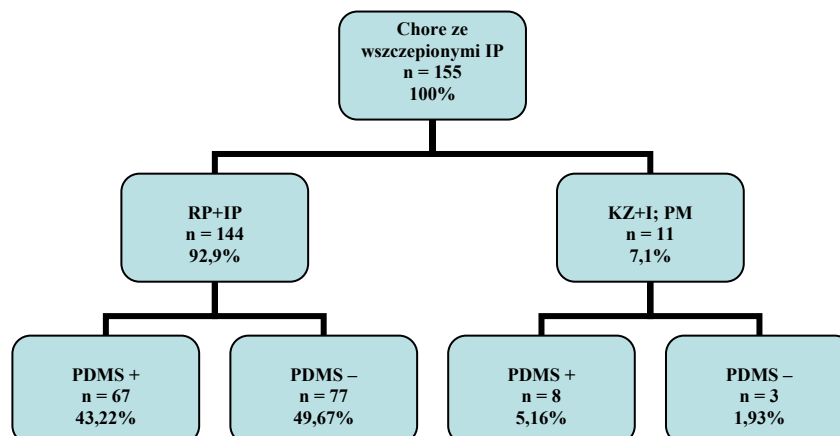 Chore ze
wszczepionymi IP
n = 155
100%
RP+IP
n = 144
92,9%
KZ+I; PM
n = 11
7,1%
PDMS +
n = 67
43,22%
PDMS –
n = 77
49,67%
PDMS +
n = 8
5,16%
PDMS –
n = 3
1,93%